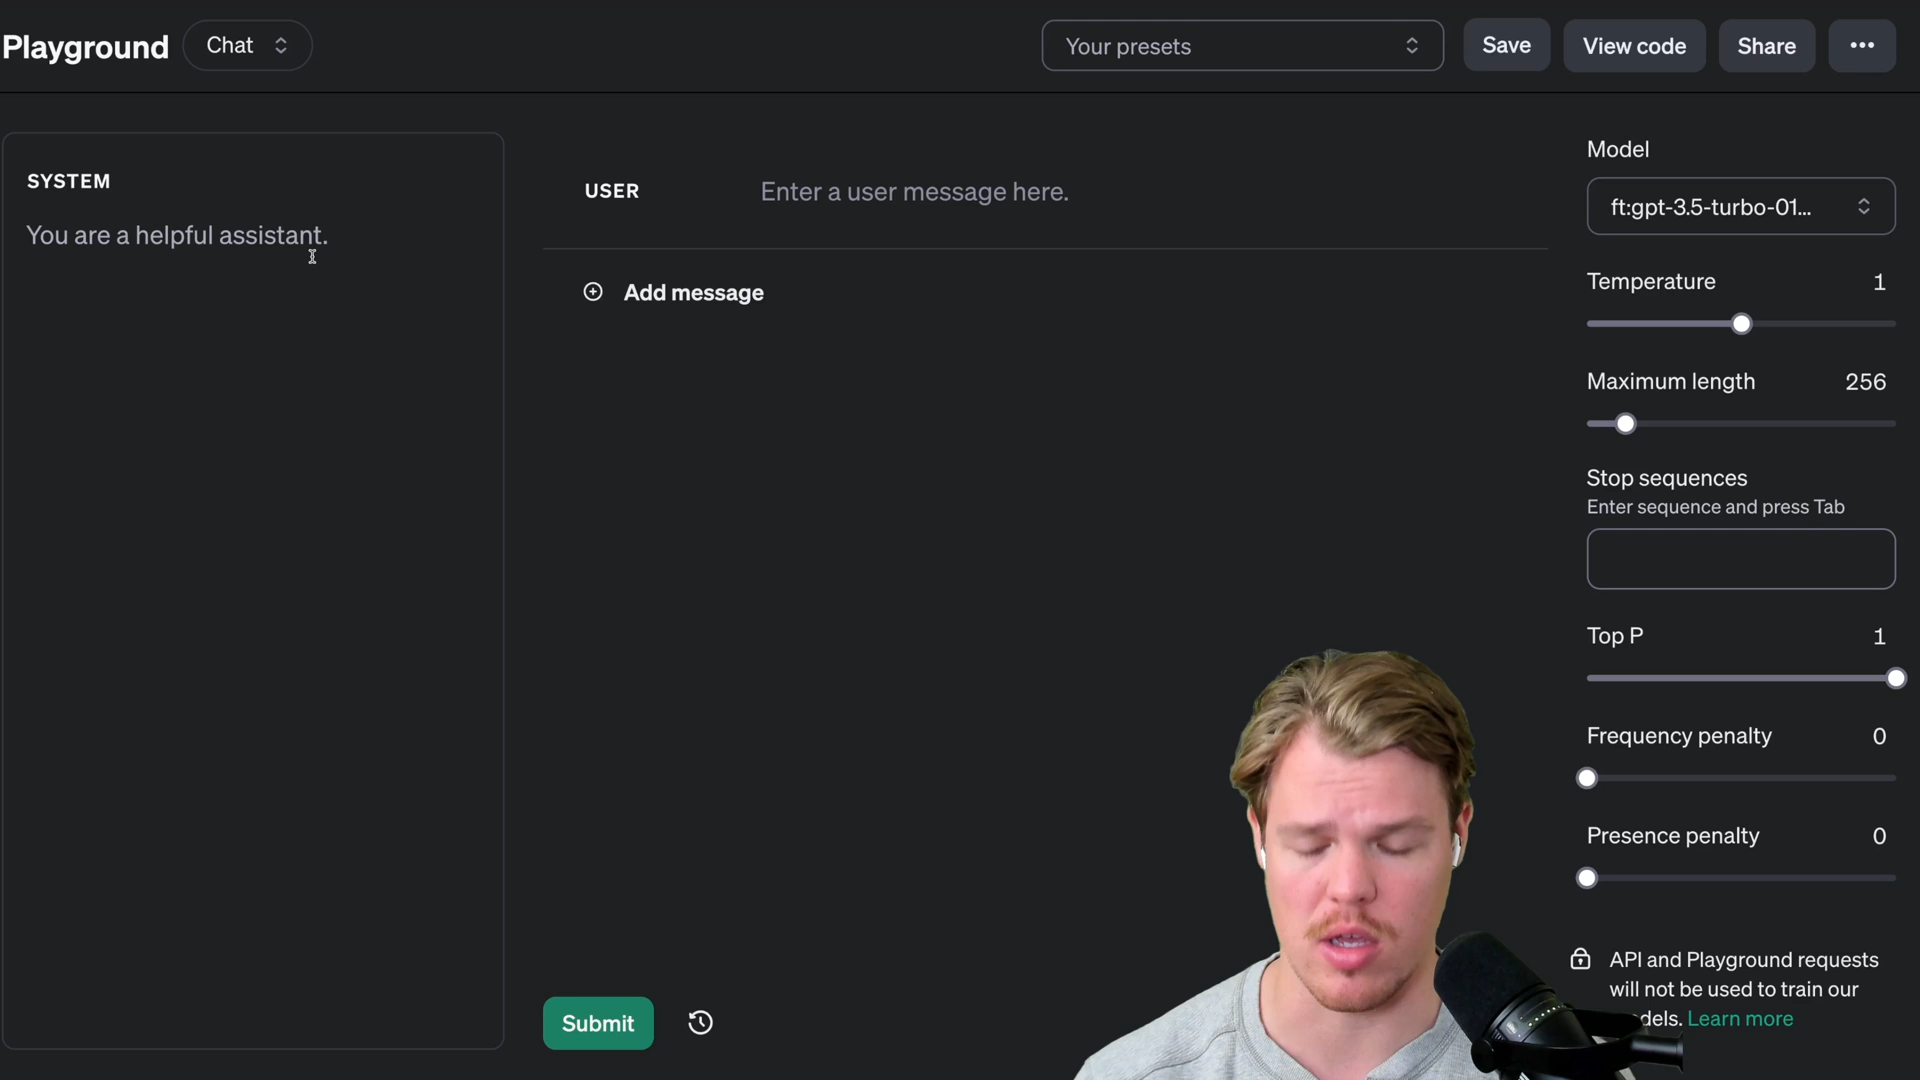 Playground
Chat
Your presets
Save
View code
Share
SYSTEM
You are a helpful assistant.
USER
Enter a user message here.
Add message
Submit
Model
ft:gpt-3.5-turbo-01...
Temperature 1
Maximum length 256
Stop sequences
Enter sequence and press Tab
Top P 1
Frequency penalty 0
Presence penalty 0
API and Playground requests
will not be used to train our
dels. Learn more